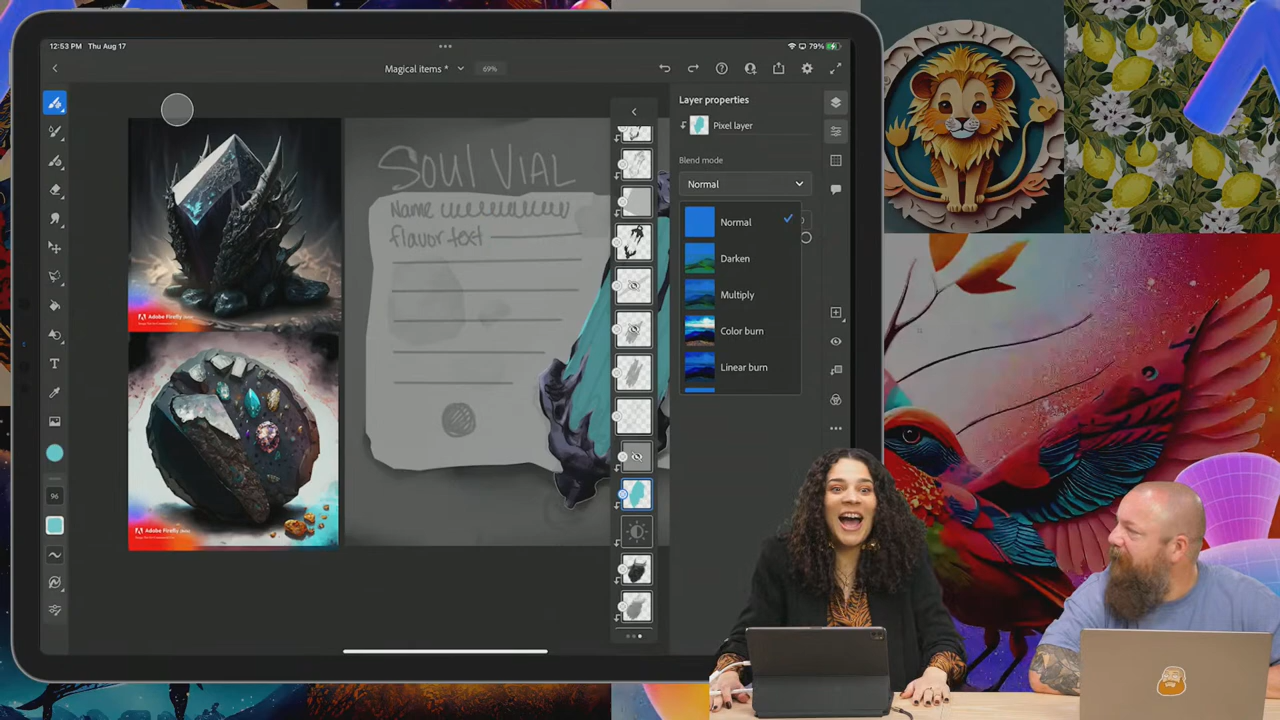 12:53 PM Thu Aug 17
79%
Magical items *
69%
Layer properties
Pixel layer
Blend mode
Normal
Normal
Darken
Multiply
Color burn
Linear burn
T
96
SOUL VIAL
Name
flavor text
Adobe Firefly
Adobe Firefly